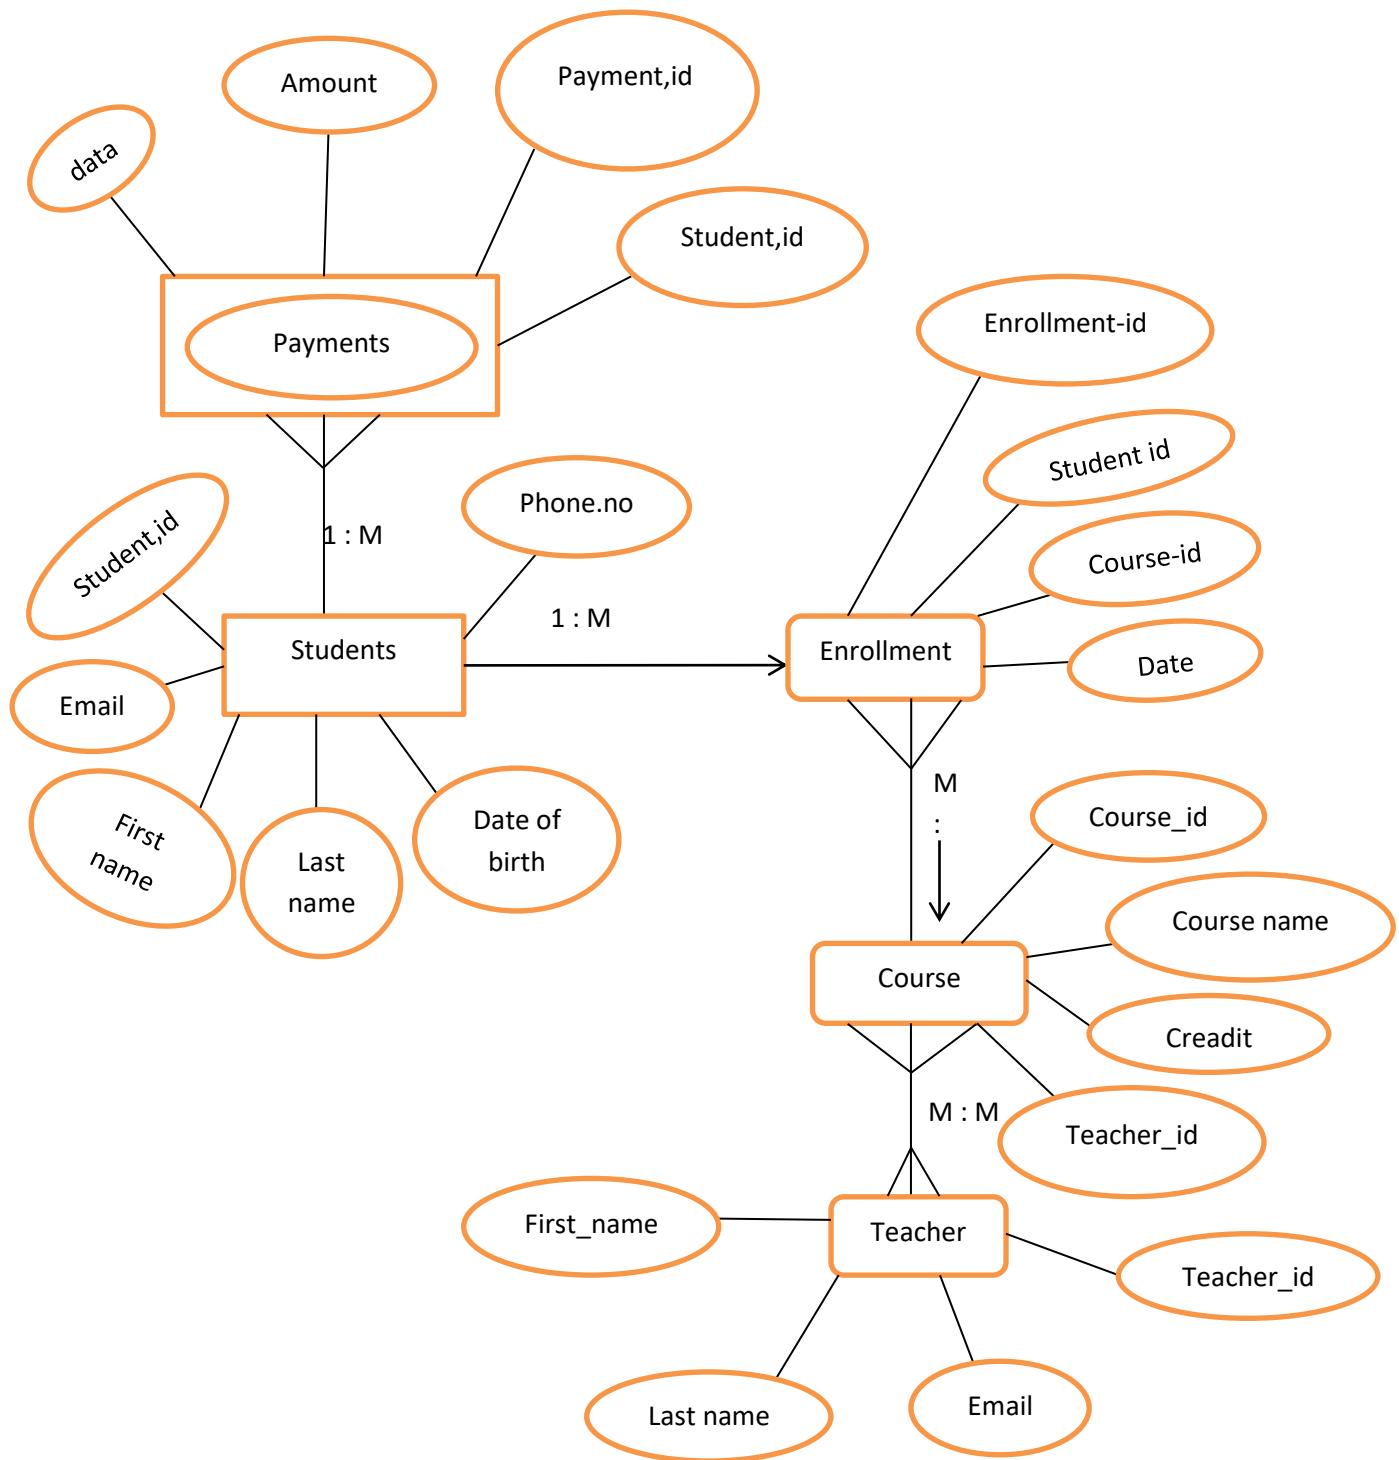 Amount
Payment,id
data
Student,id
Payments
Enrollment-id
Student id
Phone.no
Student,id
1 : M
Course-id
1 : M
Students
Enrollment
Date
Email
M
:
First
name
Last
name
Date of
birth
Course_id
Course name
Course
Creadit
M : M
Teacher_id
First_name
Teacher
Teacher_id
Last name
Email